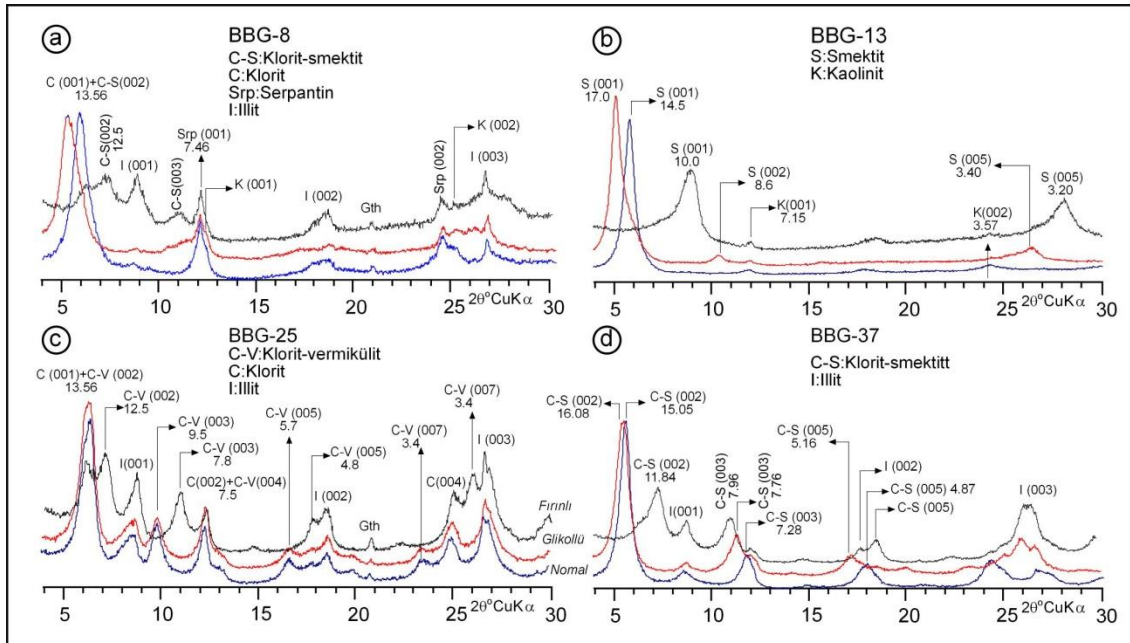 a
BBG-8
C-S:Klorit-smektit
C:Klorit
Srp:Serpantin
I:Illit
C (001)+C-S(002)
13.56
C-S(002)
12.5
I (001)
C-S(003)
Srp (001)
7.46
K (001)
I (002)
Gth
Srp (002)
K (002)
I (003)
5
10
15
20
25
30
2θ°CuKα
b
BBG-13
S:Smektit
K:Kaolinit
S (001)
17.0
S (001)
14.5
S (001)
10.0
S (002)
8.6
K(001)
7.15
S (005)
3.40
K(002)
3.57
S (005)
3.20
5
10
15
20
25
30
2θ°CuKα
c
BBG-25
C-V:Klorit-vermikülit
C:Klorit
I:Illit
C (001)+C-V (002)
13.56
C-V (002)
12.5
I(001)
C-V (003)
9.5
C-V (003)
7.8
C(002)+C-V(004)
7.5
C-V (005)
5.7
C-V (005)
4.8
I (002)
Gth
C-V (007)
3.4
C-V (007)
3.4
C(004)
I (003)
Fırınlı
Glikollü
Nomal
5
10
15
20
25
30
2θ°CuKα
d
BBG-37
C-S:Klorit-smektitt
I:Illit
C-S (002)
16.08
C-S (002)
15.05
C-S (002)
11.84
I(001)
C-S (003)
7.96
C-S (003)
7.76
C-S (003)
7.28
C-S (005)
5.16
I (002)
C-S (005) 4.87
C-S (005)
I (003)
5
10
15
20
25
30
2θ°CuKα